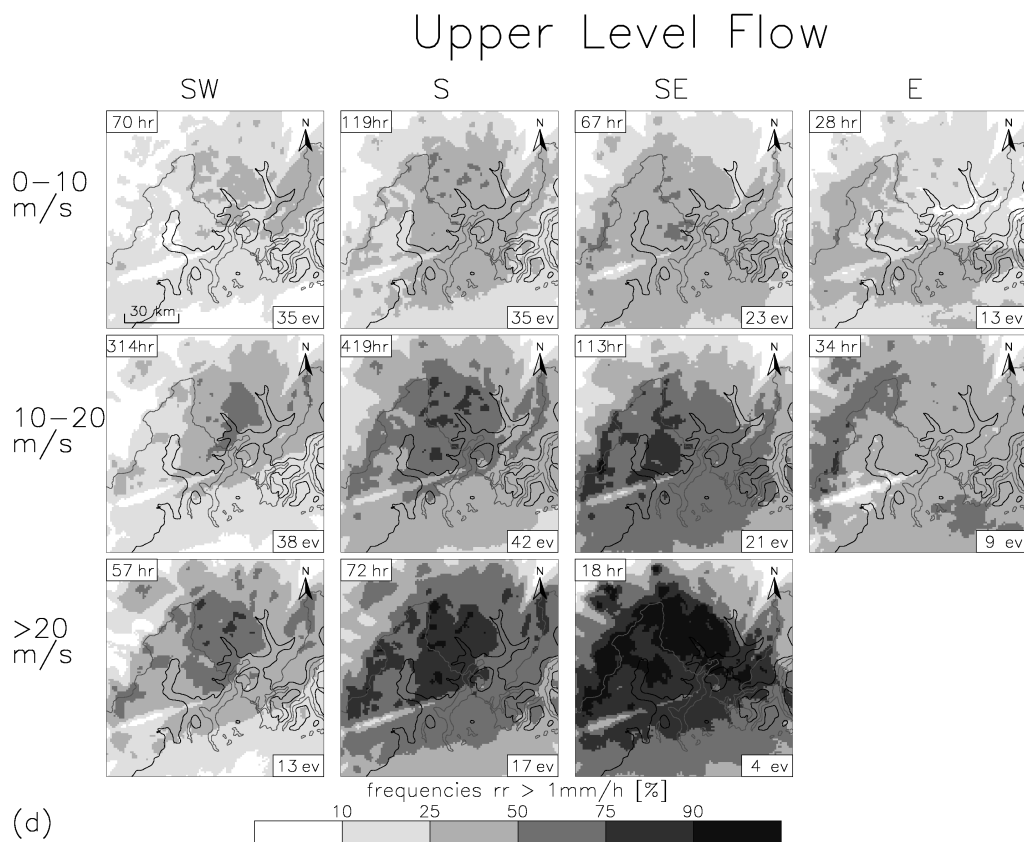 Upper Level Flow
SW S SE E
0-10 m/s
70 hr 119hr 67 hr 28 hr
N N N N
30 km
35 ev 35 ev 23 ev 13 ev
10-20 m/s
314hr 419hr 113hr 34 hr
N N N N
38 ev 42 ev 21 ev 9 ev
>20 m/s
57 hr 72 hr 18 hr
N N N
13 ev 17 ev 4 ev
frequencies rr > 1mm/h [%]
10 25 50 75 90
(d)